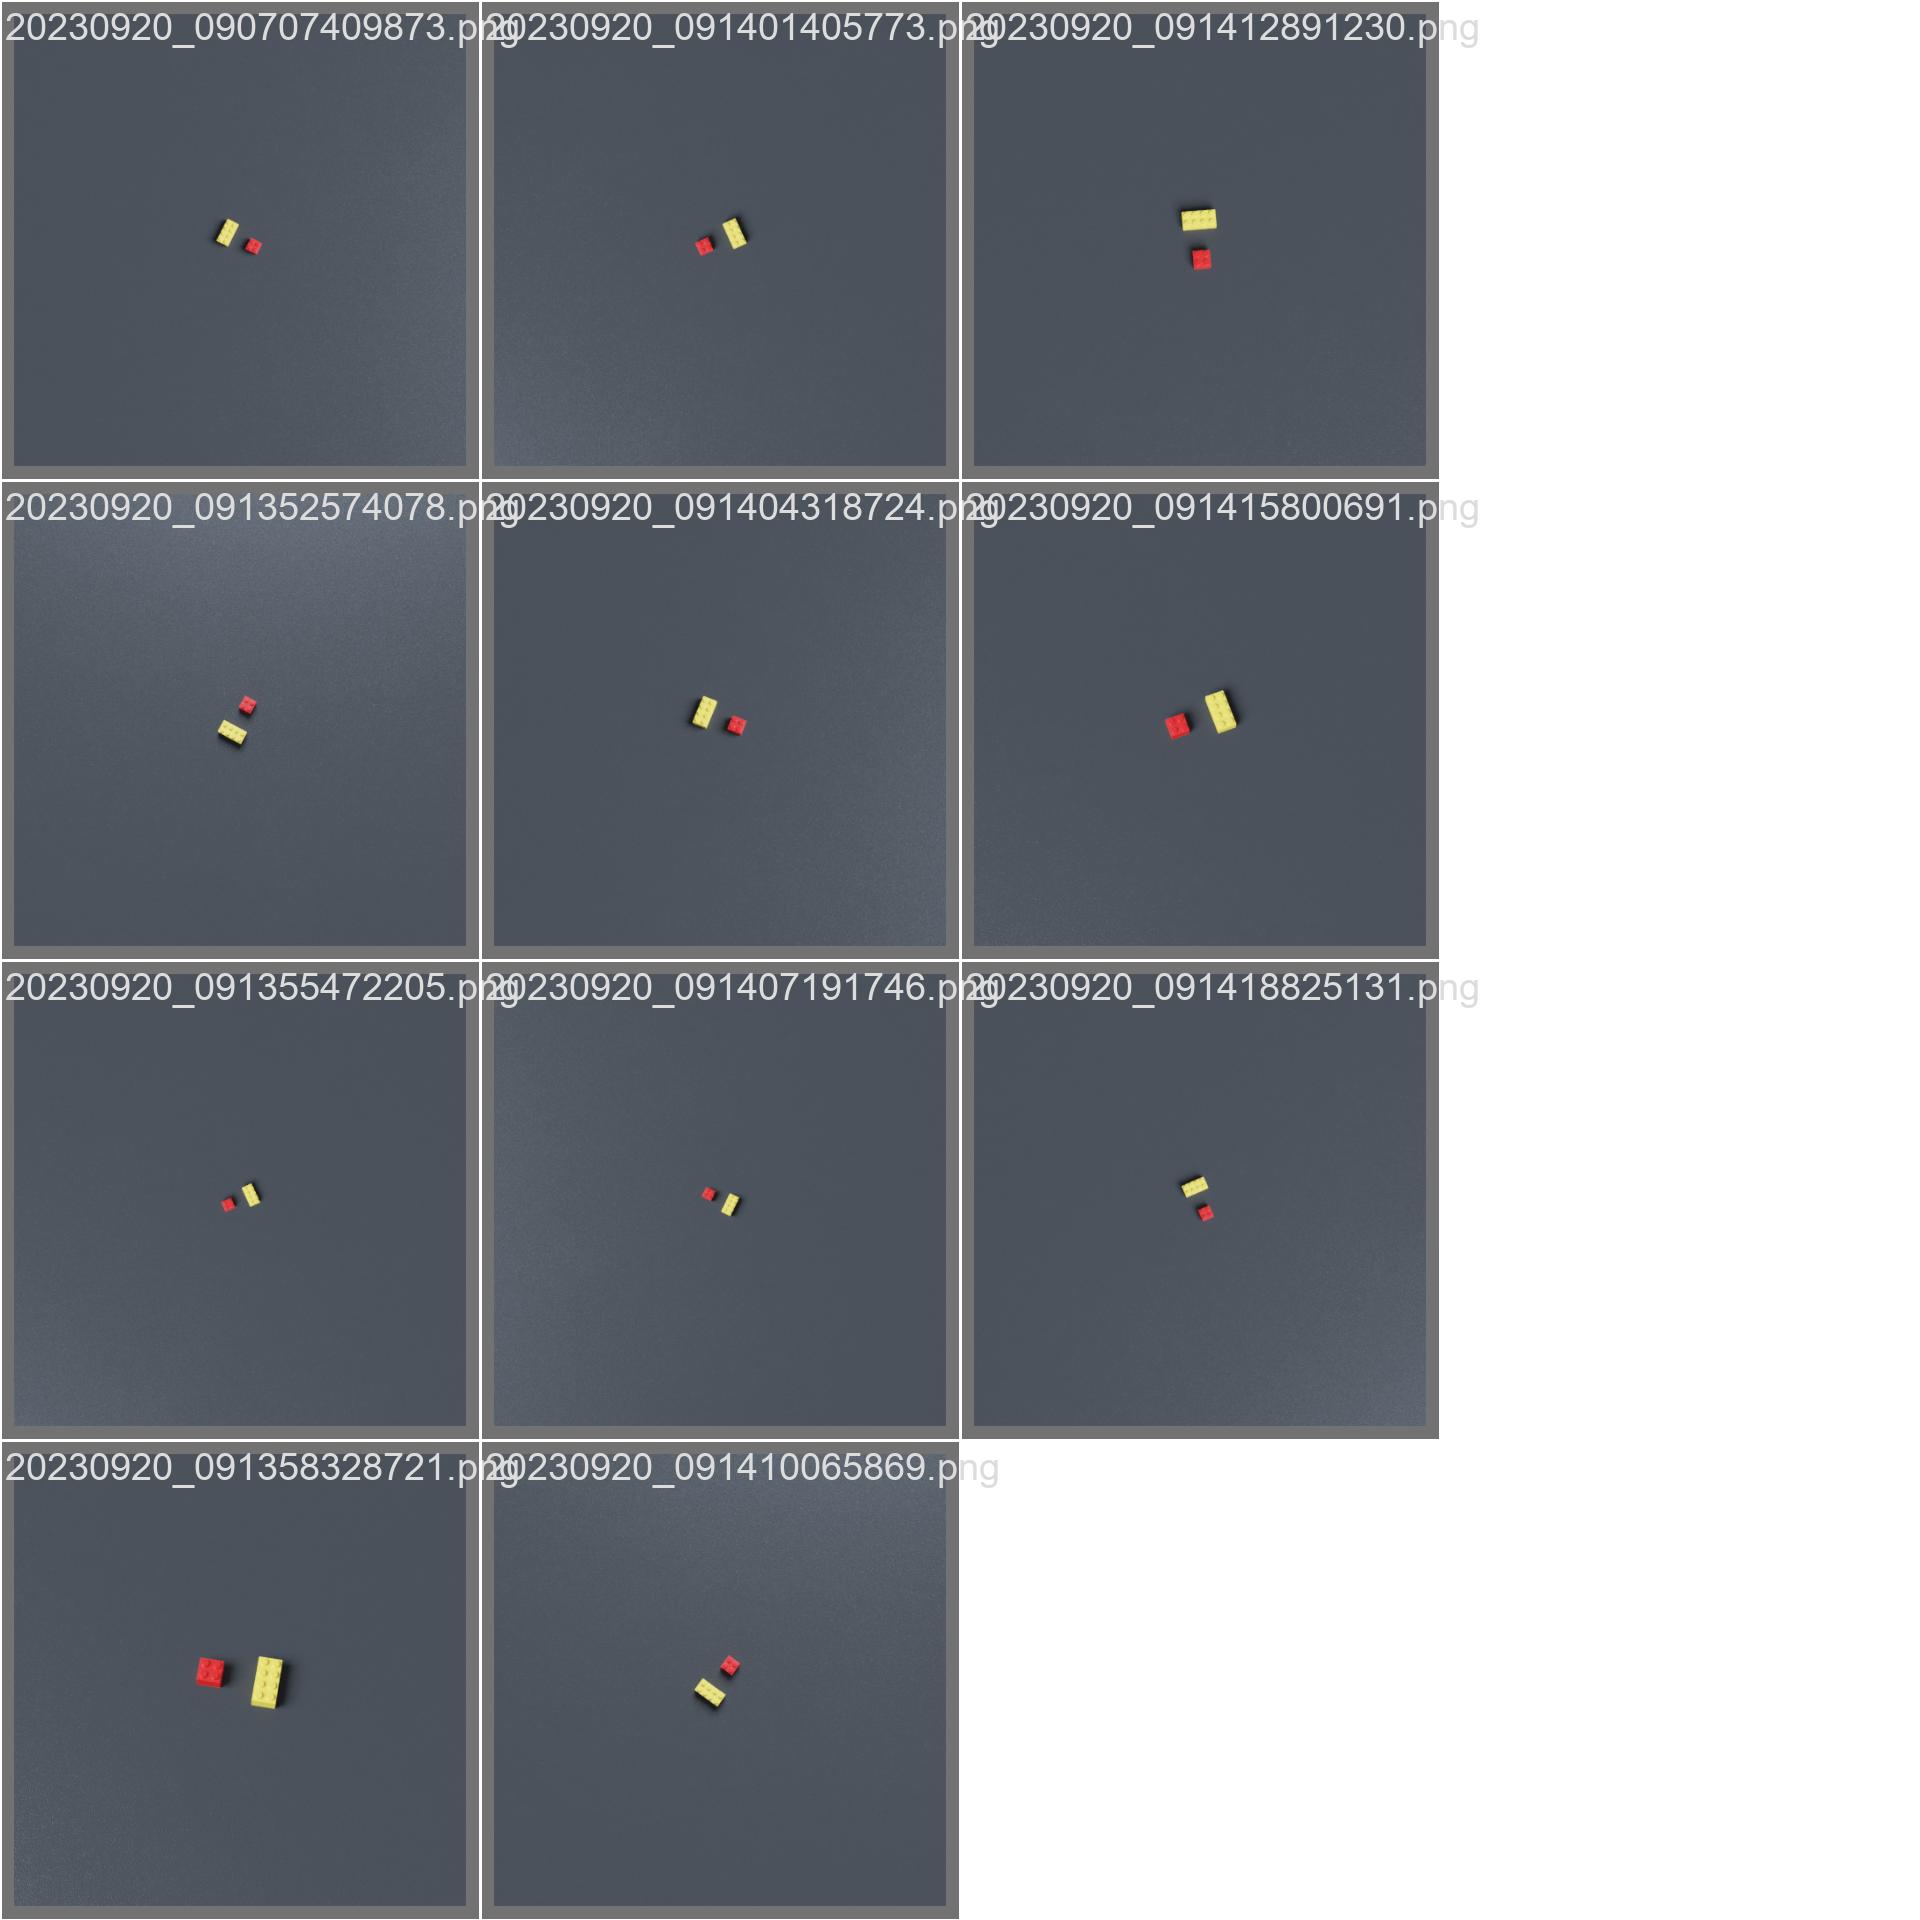 20230920_090707409873.png
20230920_091401405773.png
20230920_091412891230.png
20230920_091352574078.png
20230920_091404318724.png
20230920_091415800691.png
20230920_091355472205.png
20230920_091407191746.png
20230920_091418825131.png
20230920_091358328721.png
20230920_091410065869.png